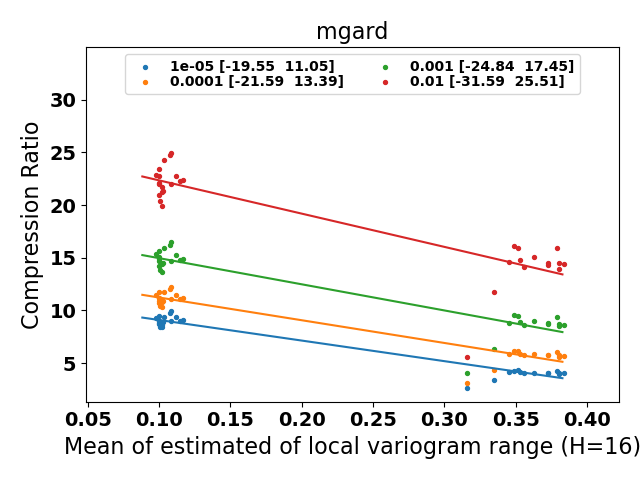 mgard
1e-05 [-19.55  11.05]
0.0001 [-21.59  13.39]
0.001 [-24.84  17.45]
0.01 [-31.59  25.51]
Compression Ratio
30
25
20
15
10
5
0.05 0.10 0.15 0.20 0.25 0.30 0.35 0.40
Mean of estimated of local variogram range (H=16)